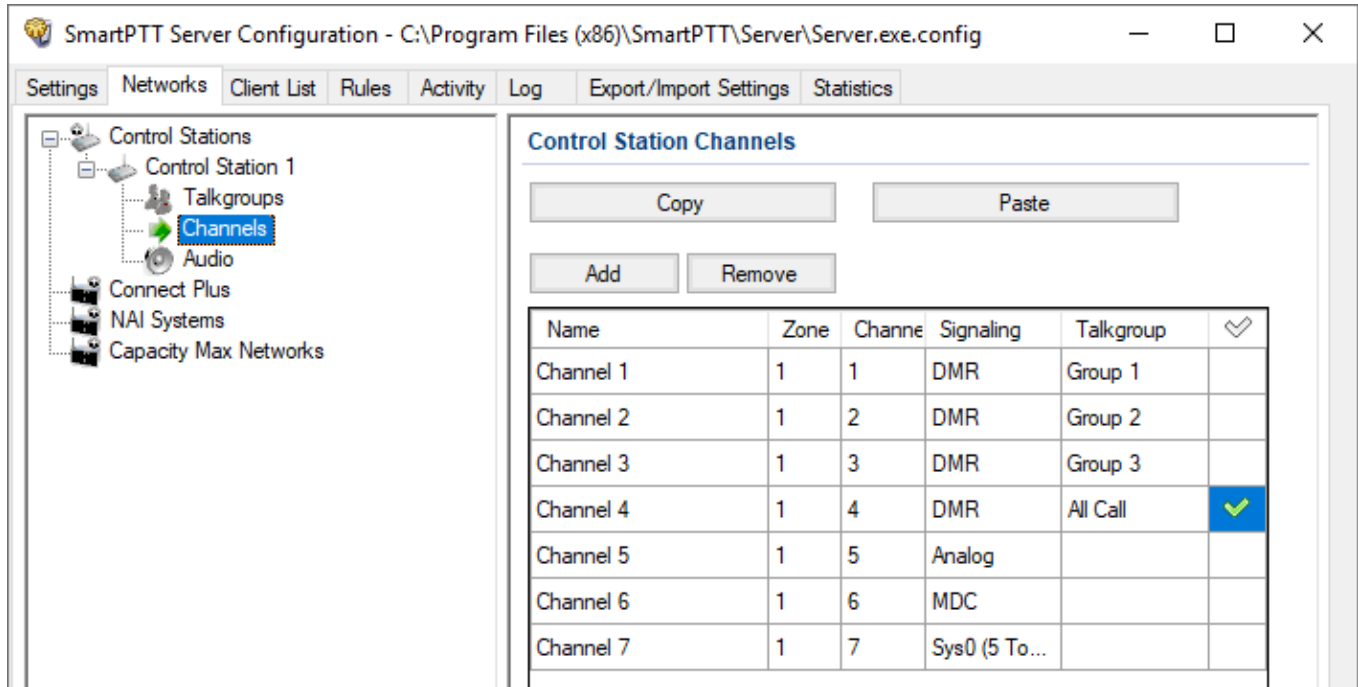 SmartPTT Server Configuration - C:\Program Files (x86)\SmartPTT\Server\Server.exe.config
Settings Networks Client List Rules Activity Log Export/Import Settings Statistics
Control Stations
Control Station 1
Talkgroups
Channels
Audio
Connect Plus
NAI Systems
Capacity Max Networks
Control Station Channels
Copy Paste
Add Remove
Name Zone Channe Signaling Talkgroup
Channel 1 1 1 DMR Group 1
Channel 2 1 2 DMR Group 2
Channel 3 1 3 DMR Group 3
Channel 4 1 4 DMR All Call
Channel 5 1 5 Analog
Channel 6 1 6 MDC
Channel 7 1 7 Sys0 (5 To...